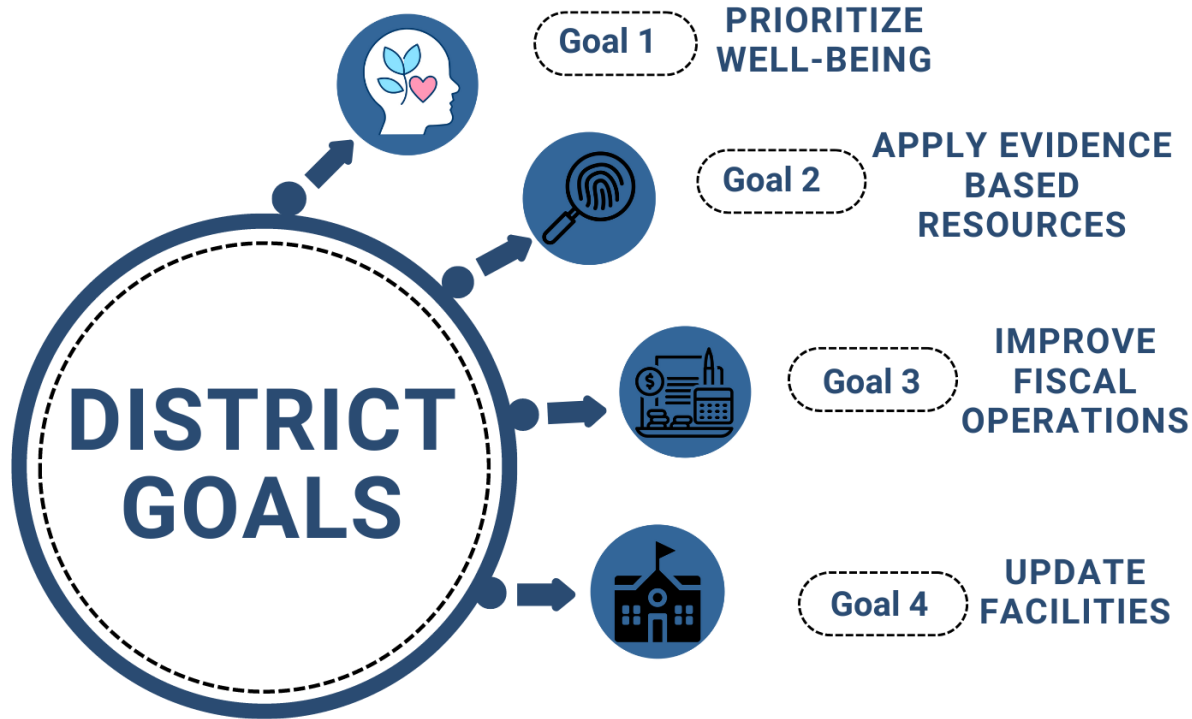 DISTRICT
GOALS
Goal 1
PRIORITIZE
WELL-BEING
Goal 2
APPLY EVIDENCE
BASED
RESOURCES
Goal 3
IMPROVE
FISCAL
OPERATIONS
Goal 4
UPDATE
FACILITIES
$